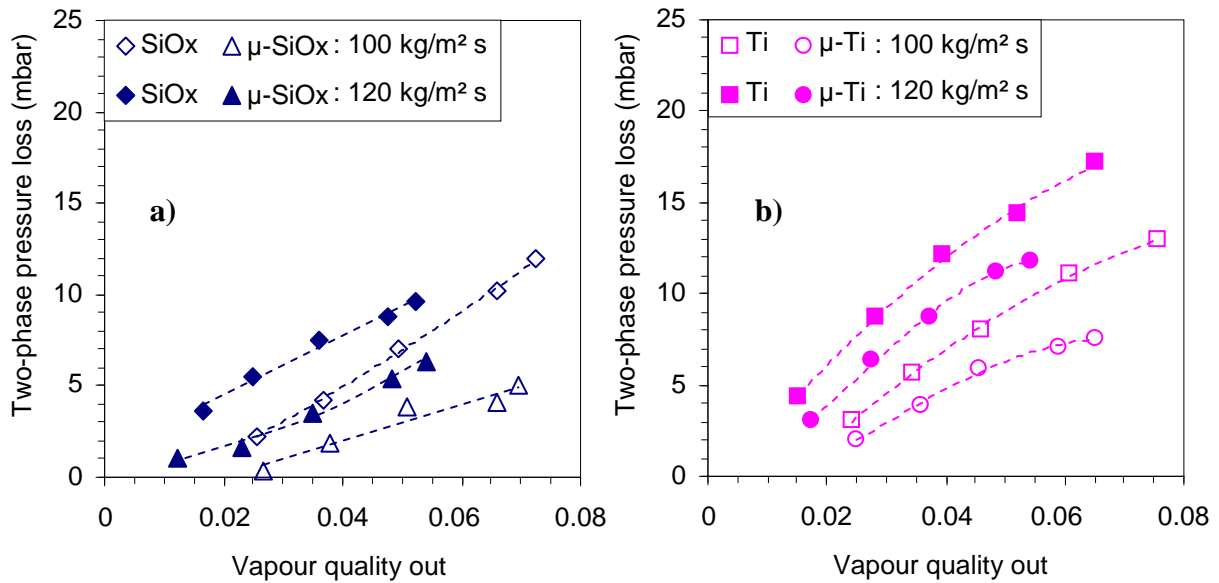 Two-phase pressure loss (mbar)
25
20
15
10
5
0
SiOx μ-SiOx : 100 kg/m² s
SiOx μ-SiOx : 120 kg/m² s
a)
0 0.02 0.04 0.06 0.08
Vapour quality out
Two-phase pressure loss (mbar)
25
20
15
10
5
0
Ti μ-Ti : 100 kg/m² s
Ti μ-Ti : 120 kg/m² s
b)
0 0.02 0.04 0.06 0.08
Vapour quality out